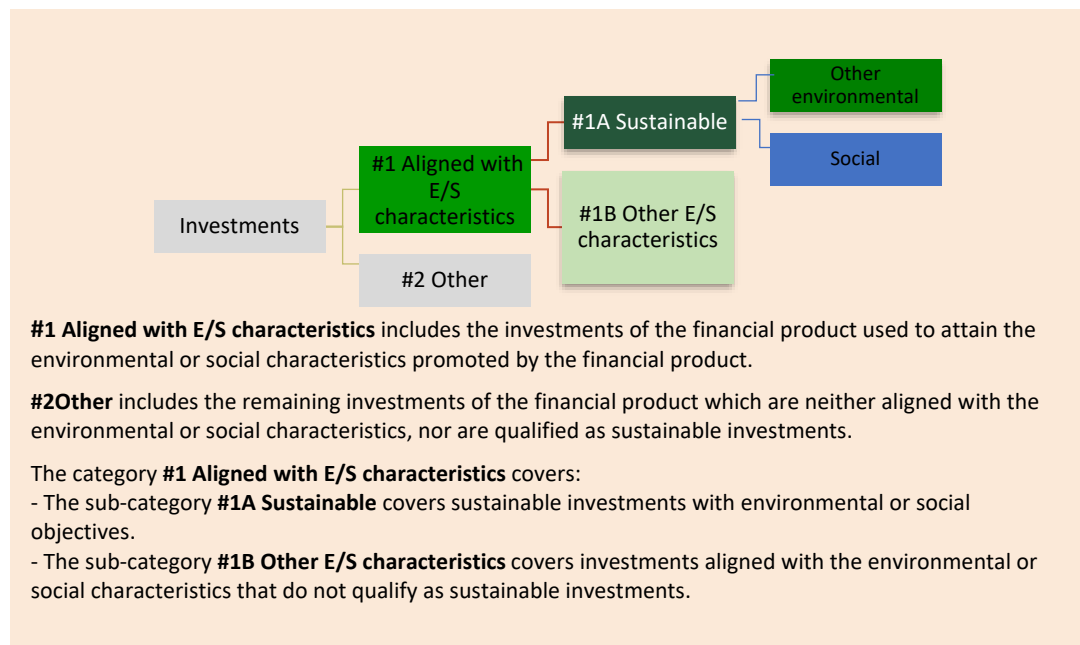 Other
environmental
#1A Sustainable
Social
#1 Aligned with
E/S
characteristics
#1B Other E/S
characteristics
Investments
#2 Other
#1 Aligned with E/S characteristics includes the investments of the financial product used to attain the
environmental or social characteristics promoted by the financial product.
#2Other includes the remaining investments of the financial product which are neither aligned with the
environmental or social characteristics, nor are qualified as sustainable investments.
The category #1 Aligned with E/S characteristics covers:
- The sub-category #1A Sustainable covers sustainable investments with environmental or social
objectives.
- The sub-category #1B Other E/S characteristics covers investments aligned with the environmental or
social characteristics that do not qualify as sustainable investments.